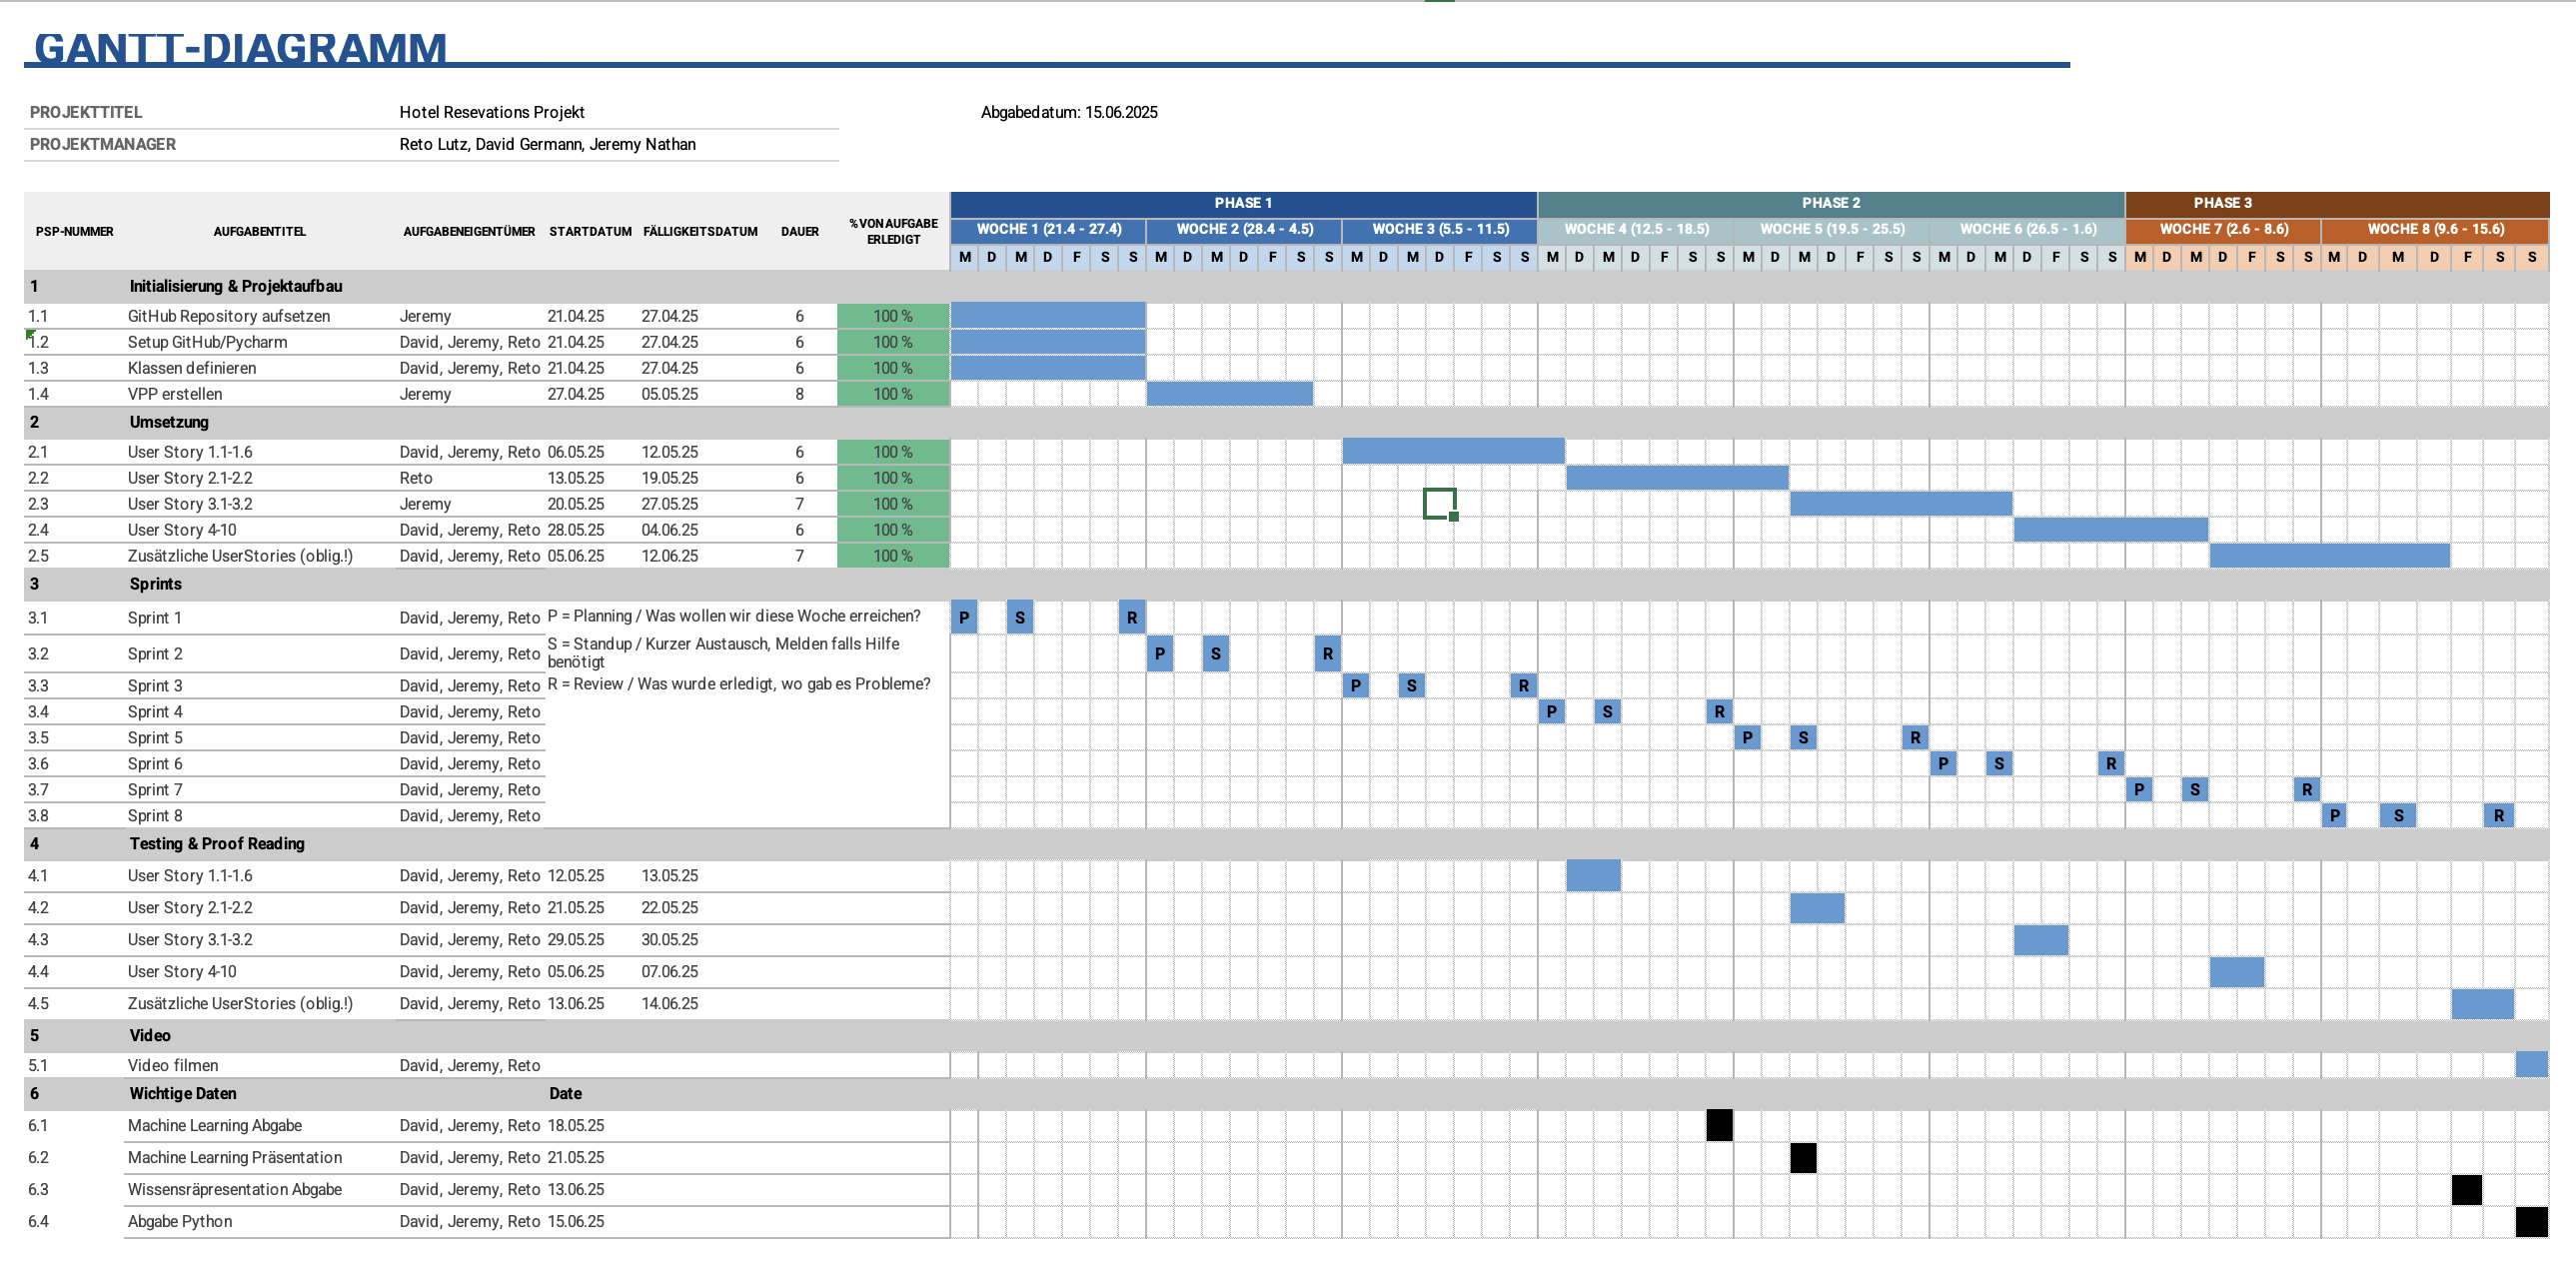 GANTT-DIAGRAMM
PROJEKTTITEL Hotel Resevations Projekt Abgabedatum: 15.06.2025
PROJEKTMANAGER Reto Lutz, David Germann, Jeremy Nathan
PHASE 1 PHASE 2 PHASE 3
PSP-NUMMER AUFGABENTITEL AUFGABENEIGENTÜMER STARTDATUM FÄLLIGKEITSDATUM DAUER % VON AUFGABE ERLEDIGT
WOCHE 1 (21.4 - 27.4) WOCHE 2 (28.4 - 4.5) WOCHE 3 (5.5 - 11.5) WOCHE 4 (12.5 - 18.5) WOCHE 5 (19.5 - 25.5) WOCHE 6 (26.5 - 1.6) WOCHE 7 (2.6 - 8.6) WOCHE 8 (9.6 - 15.6)
M D M D F S S M D M D F S S M D M D F S S M D M D F S S M D M D F S S M D M D F S S M D M D F S S M D M D F S S
1 Initialisierung & Projektaufbau
1.1 GitHub Repository aufsetzen Jeremy 21.04.25 27.04.25 6 100 %
1.2 Setup GitHub/Pycharm David, Jeremy, Reto 21.04.25 27.04.25 6 100 %
1.3 Klassen definieren David, Jeremy, Reto 21.04.25 27.04.25 6 100 %
1.4 VPP erstellen Jeremy 27.04.25 05.05.25 8 100 %
2 Umsetzung
2.1 User Story 1.1-1.6 David, Jeremy, Reto 06.05.25 12.05.25 6 100 %
2.2 User Story 2.1-2.2 Reto 13.05.25 19.05.25 6 100 %
2.3 User Story 3.1-3.2 Jeremy 20.05.25 27.05.25 7 100 %
2.4 User Story 4-10 David, Jeremy, Reto 28.05.25 04.06.25 6 100 %
2.5 Zusätzliche UserStories (oblig.!) David, Jeremy, Reto 05.06.25 12.06.25 7 100 %
3 Sprints
3.1 Sprint 1 David, Jeremy, Reto P = Planning / Was wollen wir diese Woche erreichen? P S R
3.2 Sprint 2 David, Jeremy, Reto S = Standup / Kurzer Austausch, Melden falls Hilfe benötigt P S R
3.3 Sprint 3 David, Jeremy, Reto R = Review / Was wurde erledigt, wo gab es Probleme? P S R
3.4 Sprint 4 David, Jeremy, Reto P S R
3.5 Sprint 5 David, Jeremy, Reto P S R
3.6 Sprint 6 David, Jeremy, Reto P S R
3.7 Sprint 7 David, Jeremy, Reto P S R
3.8 Sprint 8 David, Jeremy, Reto P S R
4 Testing & Proof Reading
4.1 User Story 1.1-1.6 David, Jeremy, Reto 12.05.25 13.05.25
4.2 User Story 2.1-2.2 David, Jeremy, Reto 21.05.25 22.05.25
4.3 User Story 3.1-3.2 David, Jeremy, Reto 29.05.25 30.05.25
4.4 User Story 4-10 David, Jeremy, Reto 05.06.25 07.06.25
4.5 Zusätzliche UserStories (oblig.!) David, Jeremy, Reto 13.06.25 14.06.25
5 Video
5.1 Video filmen David, Jeremy, Reto
6 Wichtige Daten Date
6.1 Machine Learning Abgabe David, Jeremy, Reto 18.05.25
6.2 Machine Learning Präsentation David, Jeremy, Reto 21.05.25
6.3 Wissensräpresentation Abgabe David, Jeremy, Reto 13.06.25
6.4 Abgabe Python David, Jeremy, Reto 15.06.25